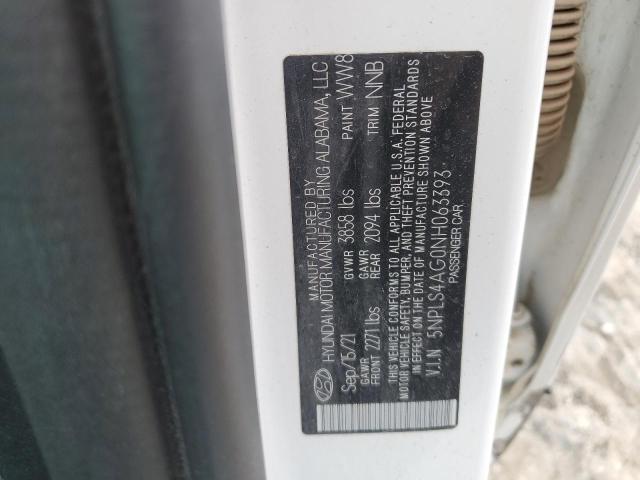 MANUFACTURED BY
HYUNDAI MOTOR MANUFACTURING ALABAMA, LLC
Sep/15/21 GVWR 3858 lbs PAINT WW8
GAWR FRONT 2271 lbs GAWR REAR 2094 lbs TRIM NNB
THIS VEHICLE CONFORMS TO ALL APPLICABLE U.S.A. FEDERAL
MOTOR VEHICLE SAFETY, BUMPER, AND THEFT PREVENTION STANDARDS
IN EFFECT ON THE DATE OF MANUFACTURE SHOWN ABOVE
V.I.N 5NPLS4AG0NH063393
PASSENGER CAR